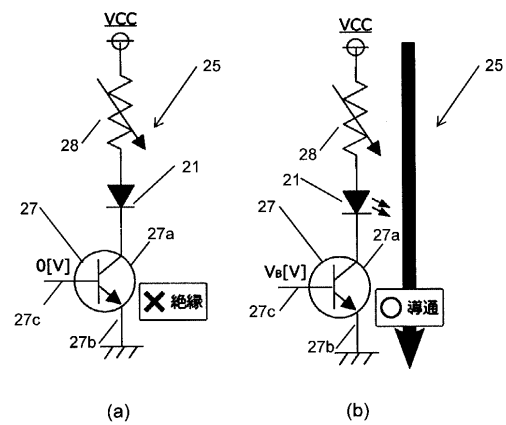 VCC
25
28
21
27
27a
0[V]
✕ 絶縁
27c
27b
(a)
VCC
25
28
21
27
27a
VB[V]
○ 導通
27c
27b
(b)